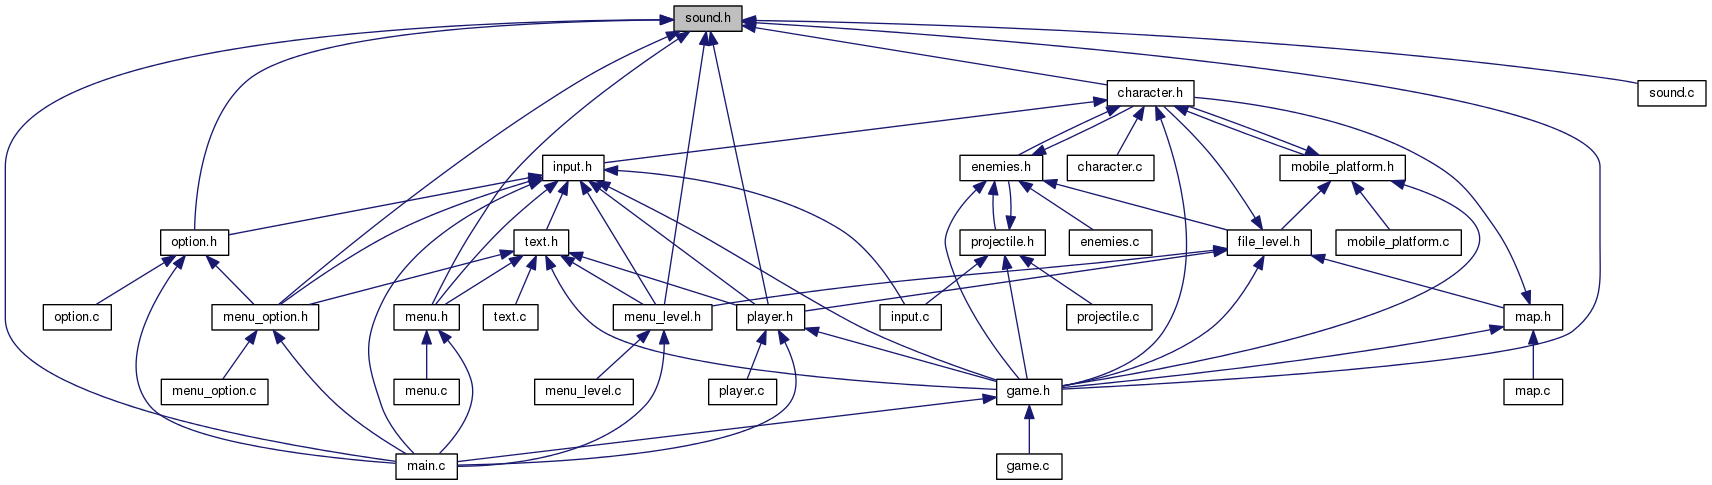 sound.h
character.h
sound.c
input.h
enemies.h
character.c
mobile_platform.h
option.h
text.h
projectile.h
enemies.c
file_level.h
mobile_platform.c
option.c
menu_option.h
menu.h
text.c
menu_level.h
player.h
input.c
projectile.c
map.h
menu_option.c
menu.c
menu_level.c
player.c
game.h
map.c
main.c
game.c